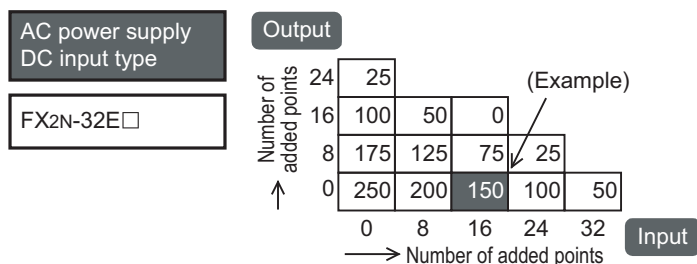 AC power supply
DC input type
FX2N-32E□
Output
Number of
added points
(Example)
24 25
16 100 50 0
8 175 125 75 25
0 250 200 150 100 50
0 8 16 24 32
Input
Number of added points